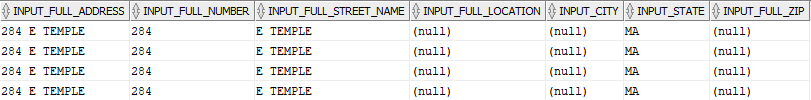 INPUT_FULL_ADDRESS INPUT_FULL_NUMBER INPUT_FULL_STREET_NAME INPUT_FULL_LOCATION INPUT_CITY INPUT_STATE INPUT_FULL_ZIP
284 E TEMPLE 284 E TEMPLE (null) (null) MA (null)
284 E TEMPLE 284 E TEMPLE (null) (null) MA (null)
284 E TEMPLE 284 E TEMPLE (null) (null) MA (null)
284 E TEMPLE 284 E TEMPLE (null) (null) MA (null)